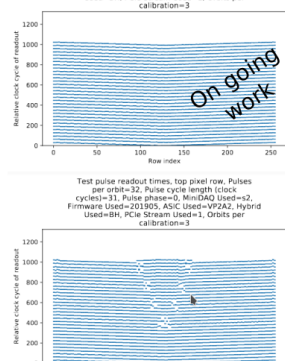 calibration=3
1200
1000
800
600
400
200
0
Relative clock cycle of readout
0 50 100 150 200 250
Row index
On going
work
Test pulse readout times, top pixel row, Pulses
per orbit=32, Pulse cycle length (clock
cycles)=31, Pulse phase=0, MiniDAQ Used=s2,
Firmware Used=201905, ASIC Used=VP2A2, Hybrid
Used=BH, PCIe Stream Used=1, Orbits per
calibration=3
1200
1000
800
600
400
200
Relative clock cycle of readout